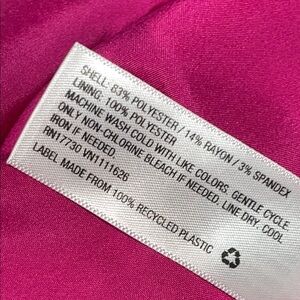 SHELL: 83% POLYESTER / 14% RAYON / 3% SPANDEX
LINING: 100% POLYESTER
MACHINE WASH COLD WITH LIKE COLORS, GENTLE CYCLE.
ONLY NON-CHLORINE BLEACH IF NEEDED. LINE DRY. COOL
IRON IF NEEDED.
RN17730 VN1111626
LABEL MADE FROM 100% RECYCLED PLASTIC